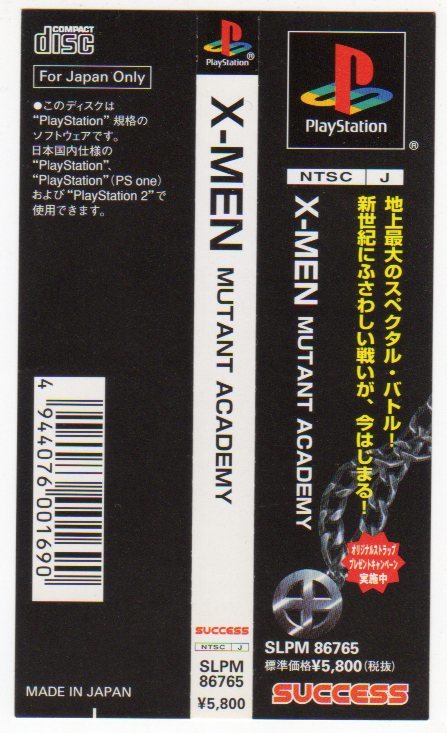 COMPACT
disc
For Japan Only
●このディスクは
“PlayStation” 規格の
ソフトウェアです。
日本国内仕様の
“PlayStation”、
“PlayStation” (PS one)
および “PlayStation 2” で
使用できます。
4 944076 001690
MADE IN JAPAN
PlayStation
®
X-MEN MUTANT ACADEMY
SUCCESS
NTSC J
SLPM
86765
¥5,800
PlayStation
®
NTSC J
地上最大のスペクタル・バトル！
新世紀にふさわしい戦いが、今はじまる！
X-MEN MUTANT ACADEMY
オリジナルストラップ
プレゼントキャンペーン
実施中
SLPM 86765
標準価格¥5,800(税抜)
SUCCESS